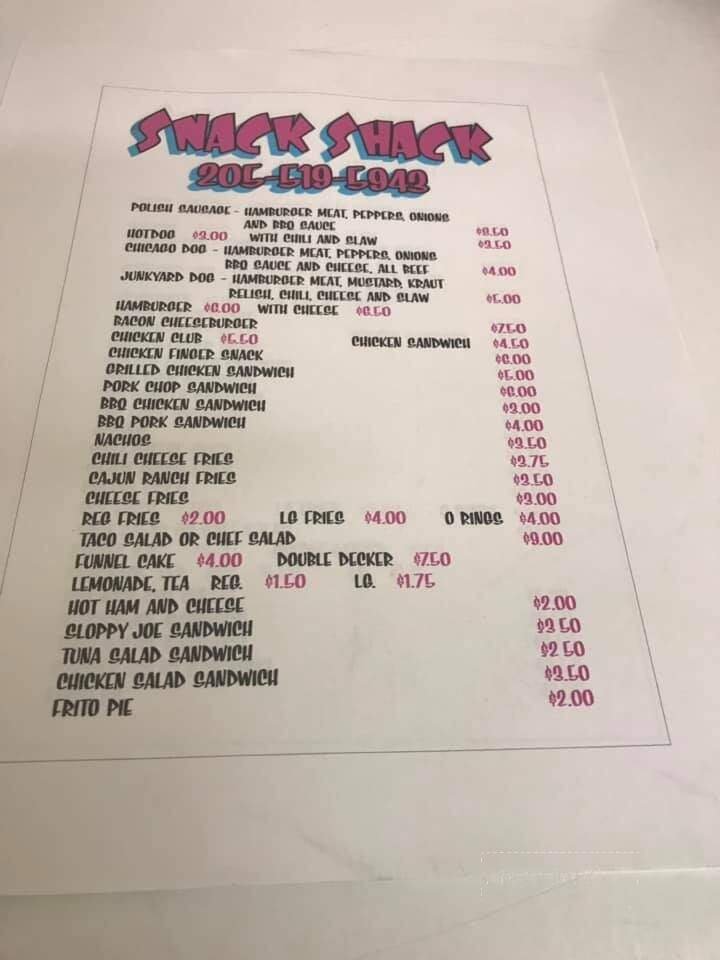 SNACK SHACK
205-519-5942
POLISH SAUSAGE - HAMBURGER MEAT, PEPPERS, ONIONS
AND BBQ SAUCE
HOTDOG $3.00 WITH CHILI AND SLAW $3.50
CHICAGO DOG - HAMBURGER MEAT, PEPPERS, ONIONS
BBQ SAUCE AND CHEESE, ALL BEEF $4.00
JUNKYARD DOG - HAMBURGER MEAT, MUSTARD, KRAUT
RELISH, CHILI, CHEESE AND SLAW $5.00
HAMBURGER $6.00 WITH CHEESE $6.50
BACON CHEESEBURGER $7.50
CHICKEN CLUB $5.50 CHICKEN SANDWICH $4.50
CHICKEN FINGER SNACK $6.00
GRILLED CHICKEN SANDWICH $5.00
PORK CHOP SANDWICH $6.00
BBQ CHICKEN SANDWICH $3.00
BBQ PORK SANDWICH $4.00
NACHOS $3.50
CHILI CHEESE FRIES $3.75
CAJUN RANCH FRIES $3.50
CHEESE FRIES $3.00
REG FRIES $2.00 LG FRIES $4.00 O RINGS $4.00
TACO SALAD OR CHEF SALAD $9.00
FUNNEL CAKE $4.00 DOUBLE DECKER $7.50
LEMONADE, TEA REG. $1.50 LG. $1.75
HOT HAM AND CHEESE $2.00
SLOPPY JOE SANDWICH $3 50
TUNA SALAD SANDWICH $2 50
CHICKEN SALAD SANDWICH $3.50
FRITO PIE $2.00